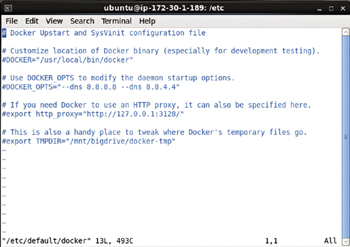 ubuntu@ip-172-30-1-189: /etc
File Edit View Search Terminal Help
# Docker Upstart and SysVinit configuration file
# Customize location of Docker binary (especially for development testing).
#DOCKER="/usr/local/bin/docker"
# Use DOCKER_OPTS to modify the daemon startup options.
#DOCKER_OPTS="--dns 8.8.8.8 --dns 8.8.4.4"
# If you need Docker to use an HTTP proxy, it can also be specified here.
#export http_proxy="http://127.0.0.1:3128/"
# This is also a handy place to tweak where Docker's temporary files go.
#export TMPDIR="/mnt/bigdrive/docker-tmp"
~
~
~
~
~
~
~
~
~
"/etc/default/docker" 13L, 493C 1,1 All